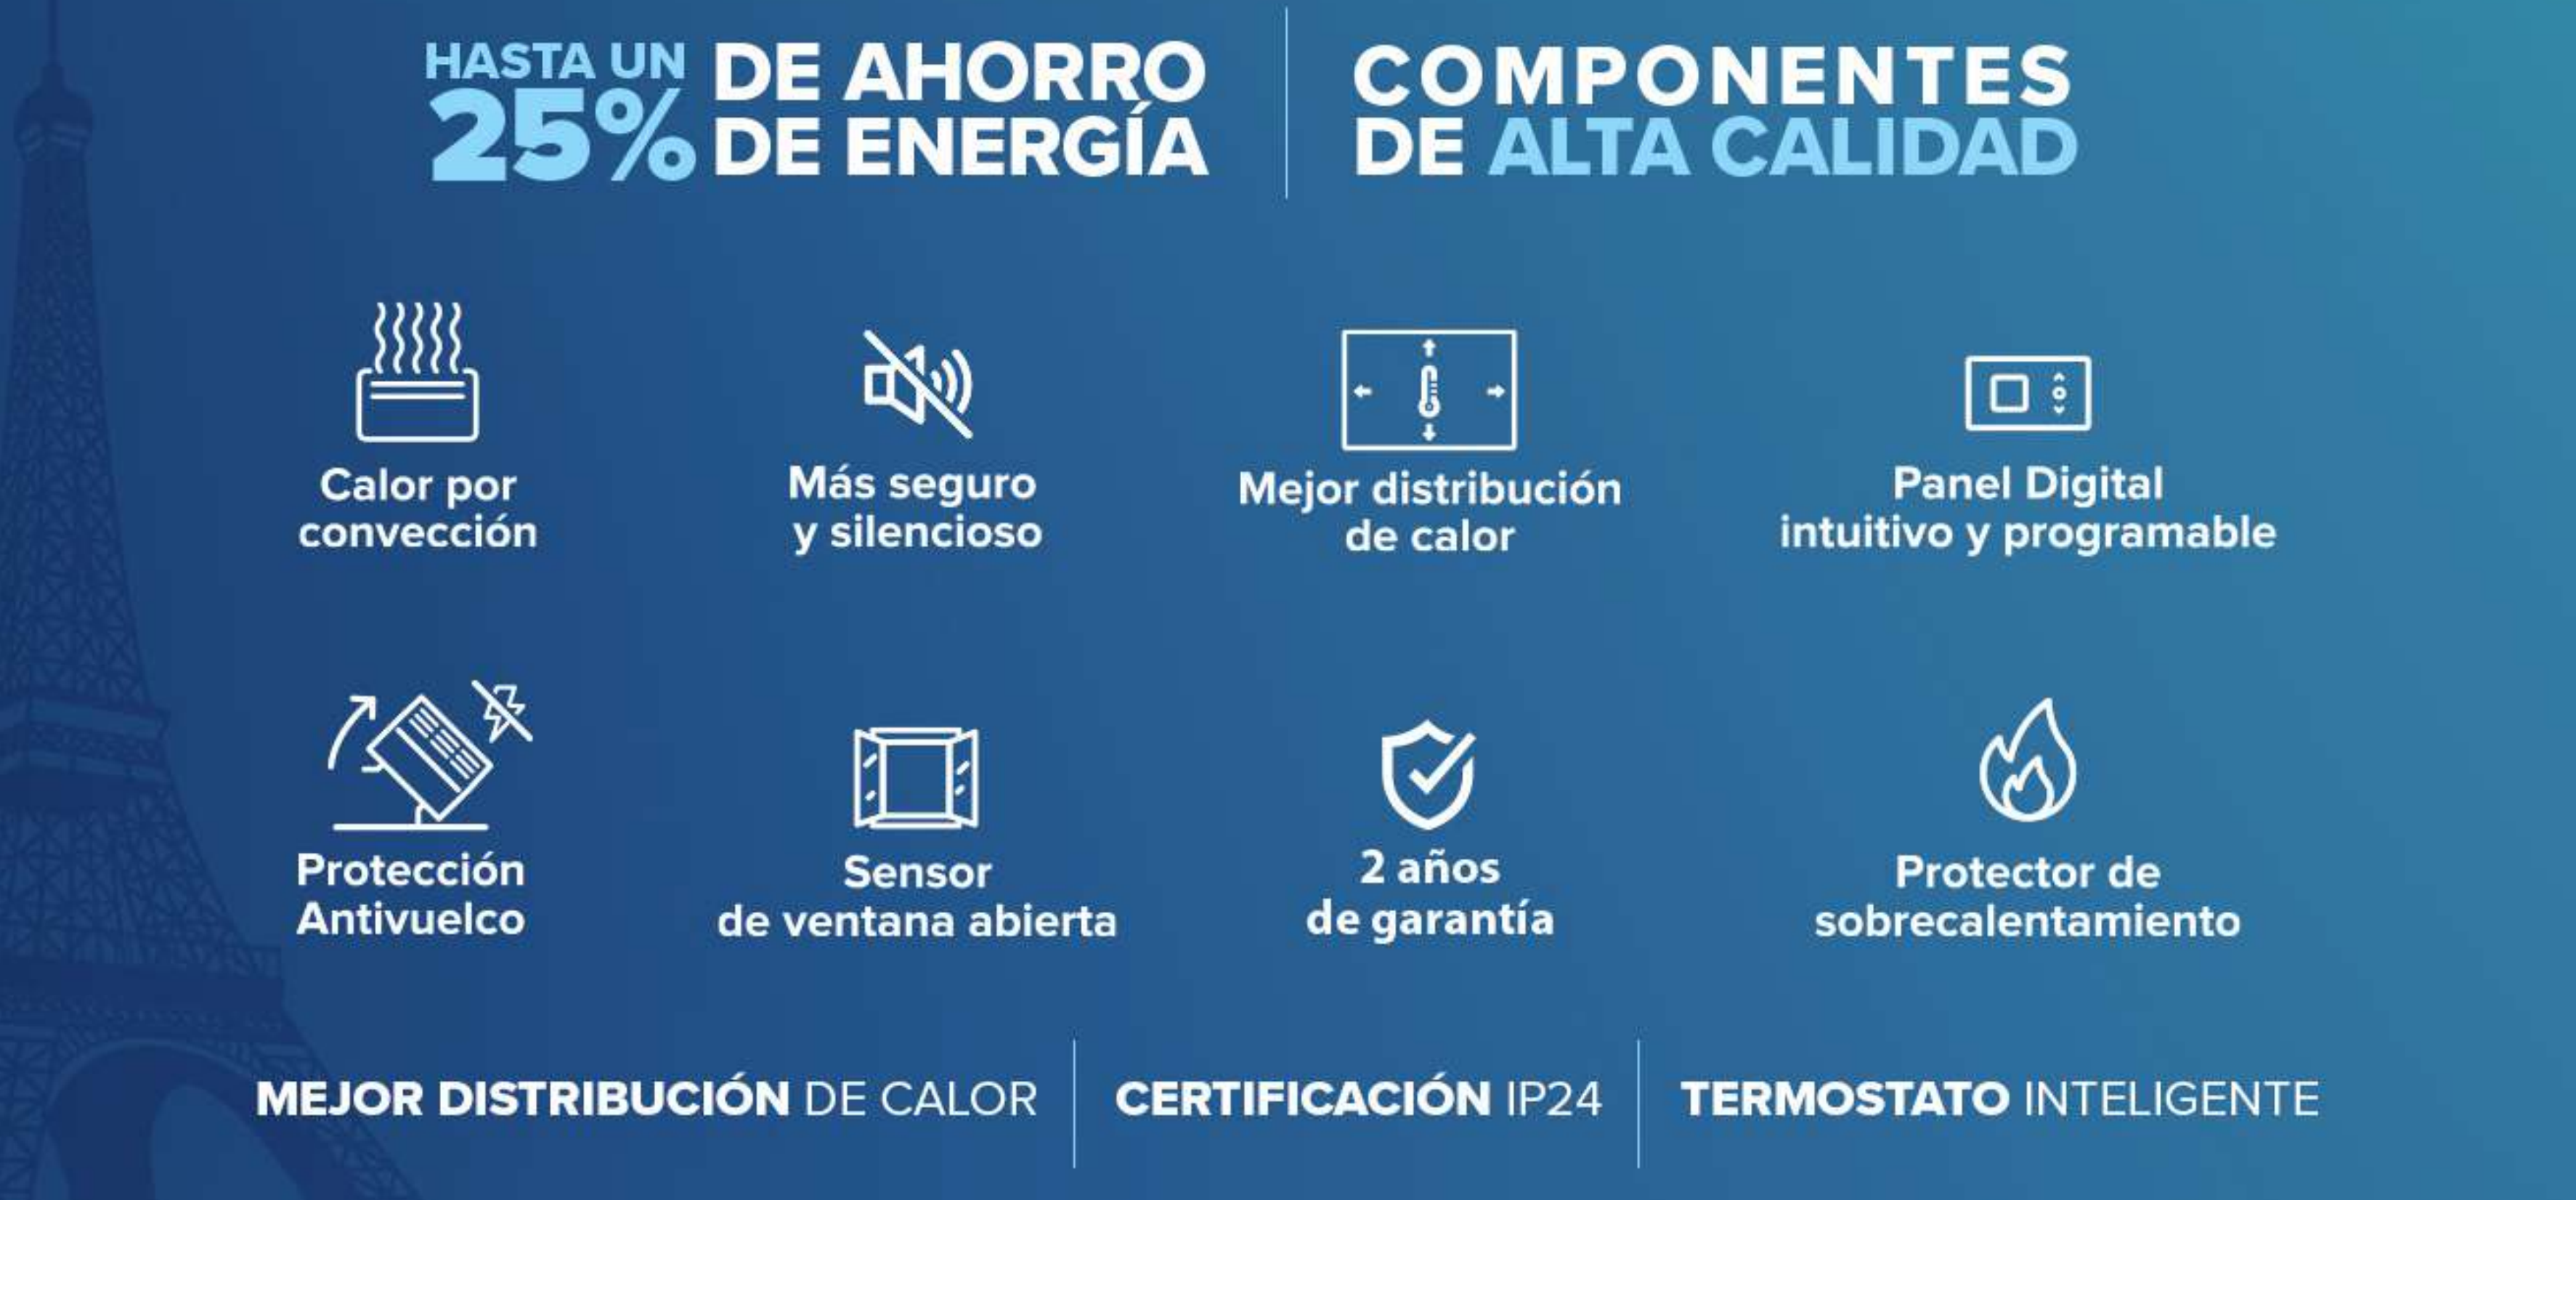 HASTA UN
25%
DE AHORRO
DE ENERGÍA
COMPONENTES
DE ALTA CALIDAD
Calor por
convección
Más seguro
y silencioso
Mejor distribución
de calor
Panel Digital
intuitivo y programable
Protección
Antivuelco
Sensor
de ventana abierta
2 años
de garantía
Protector de
sobrecalentamiento
MEJOR DISTRIBUCIÓN DE CALOR
CERTIFICACIÓN IP24
TERMOSTATO INTELIGENTE